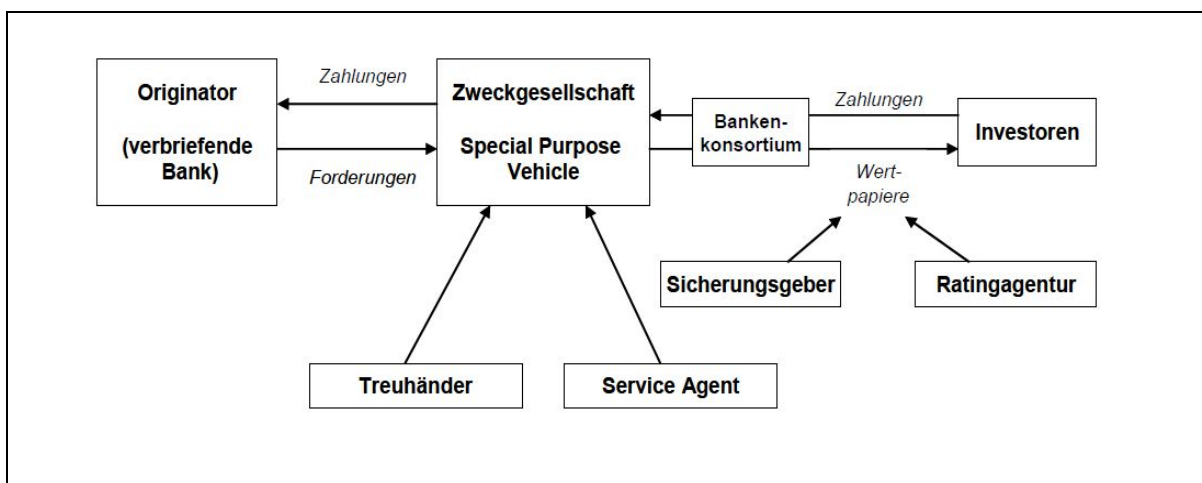 Originator
(verbriefende
Bank)
Zahlungen
Forderungen
Zweckgesellschaft
Special Purpose
Vehicle
Banken-
konsortium
Zahlungen
Wert-
papiere
Investoren
Sicherungsgeber
Ratingagentur
Treuhänder
Service Agent